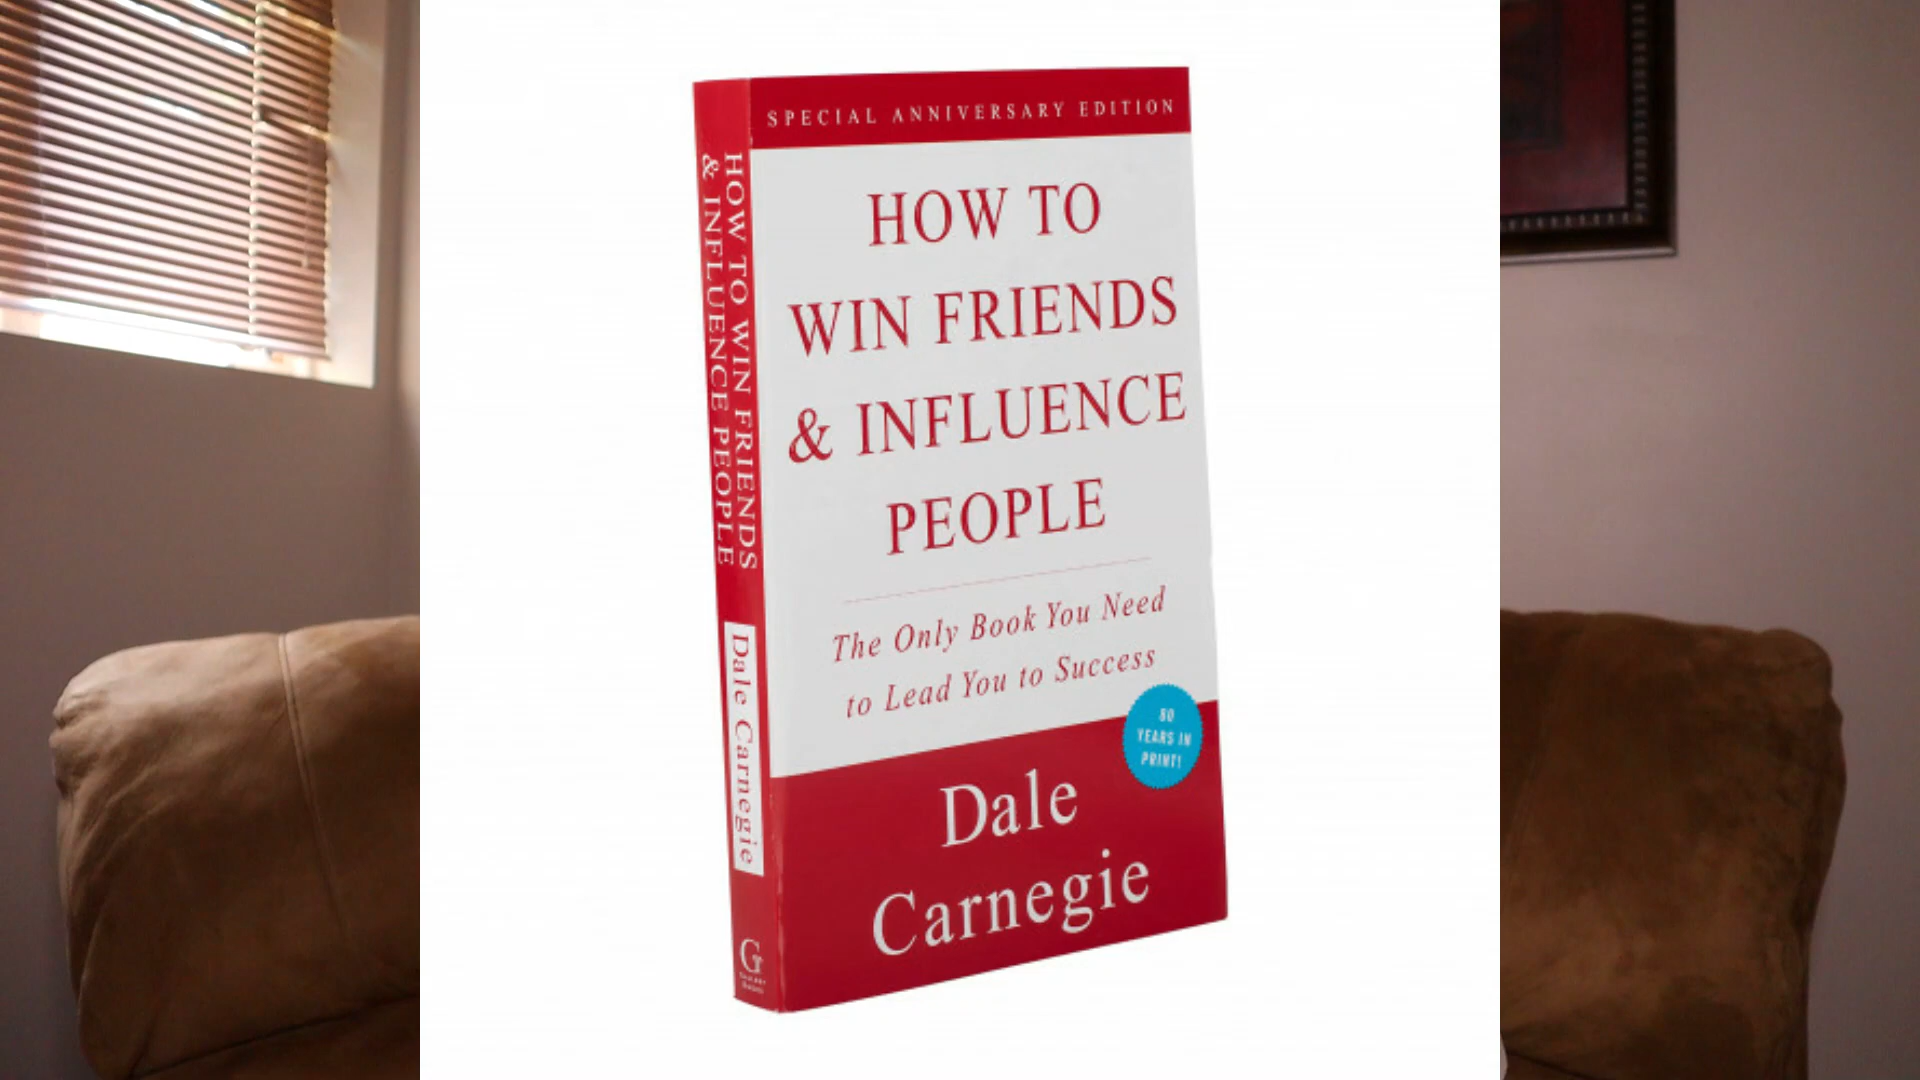 SPECIAL ANNIVERSARY EDITION
HOW TO
WIN FRIENDS
& INFLUENCE
PEOPLE
The Only Book You Need
to Lead You to Success
80
YEARS IN
PRINT!
Dale
Carnegie
HOW TO WIN FRIENDS
& INFLUENCE PEOPLE
Dale Carnegie
G